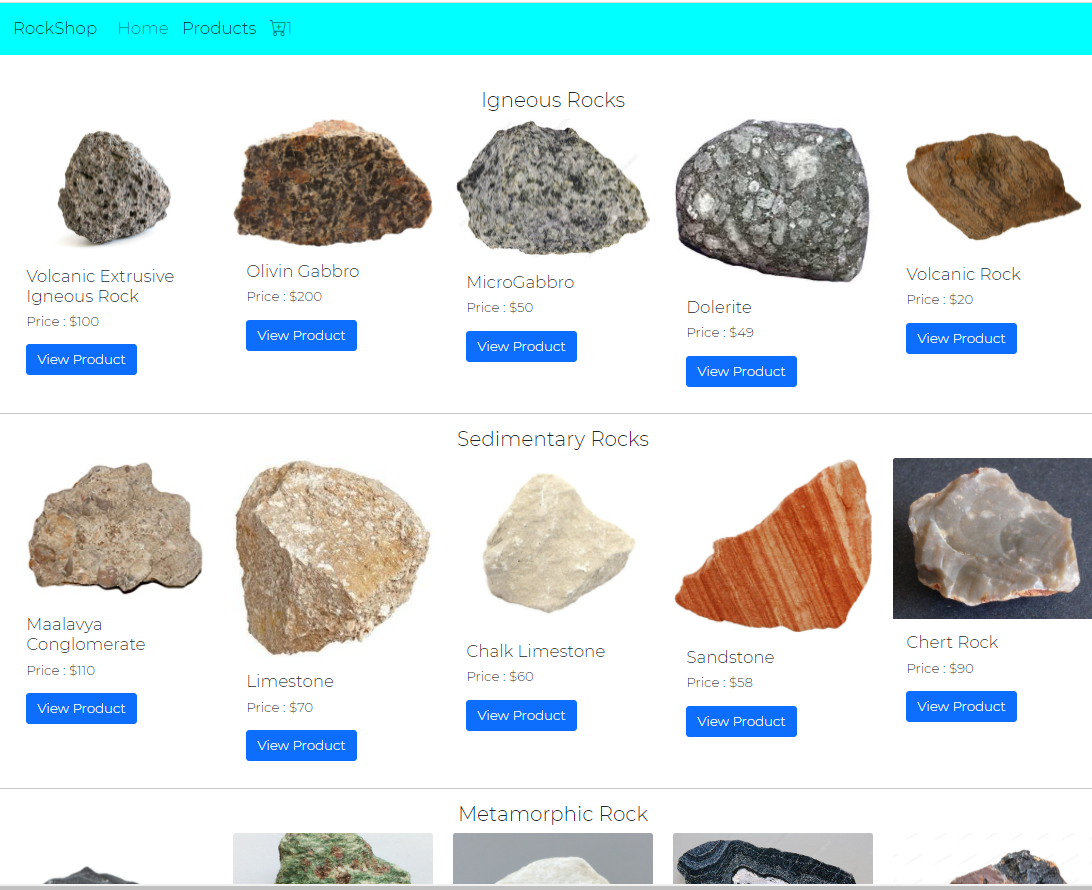 RockShop Home Products 1
Igneous Rocks
Volcanic Extrusive
Igneous Rock
Price : $100
View Product
Olivin Gabbro
Price : $200
View Product
MicroGabbro
Price : $50
View Product
Dolerite
Price : $49
View Product
Volcanic Rock
Price : $20
View Product
Sedimentary Rocks
Maalavya
Conglomerate
Price : $110
View Product
Limestone
Price : $70
View Product
Chalk Limestone
Price : $60
View Product
Sandstone
Price : $58
View Product
Chert Rock
Price : $90
View Product
Metamorphic Rock